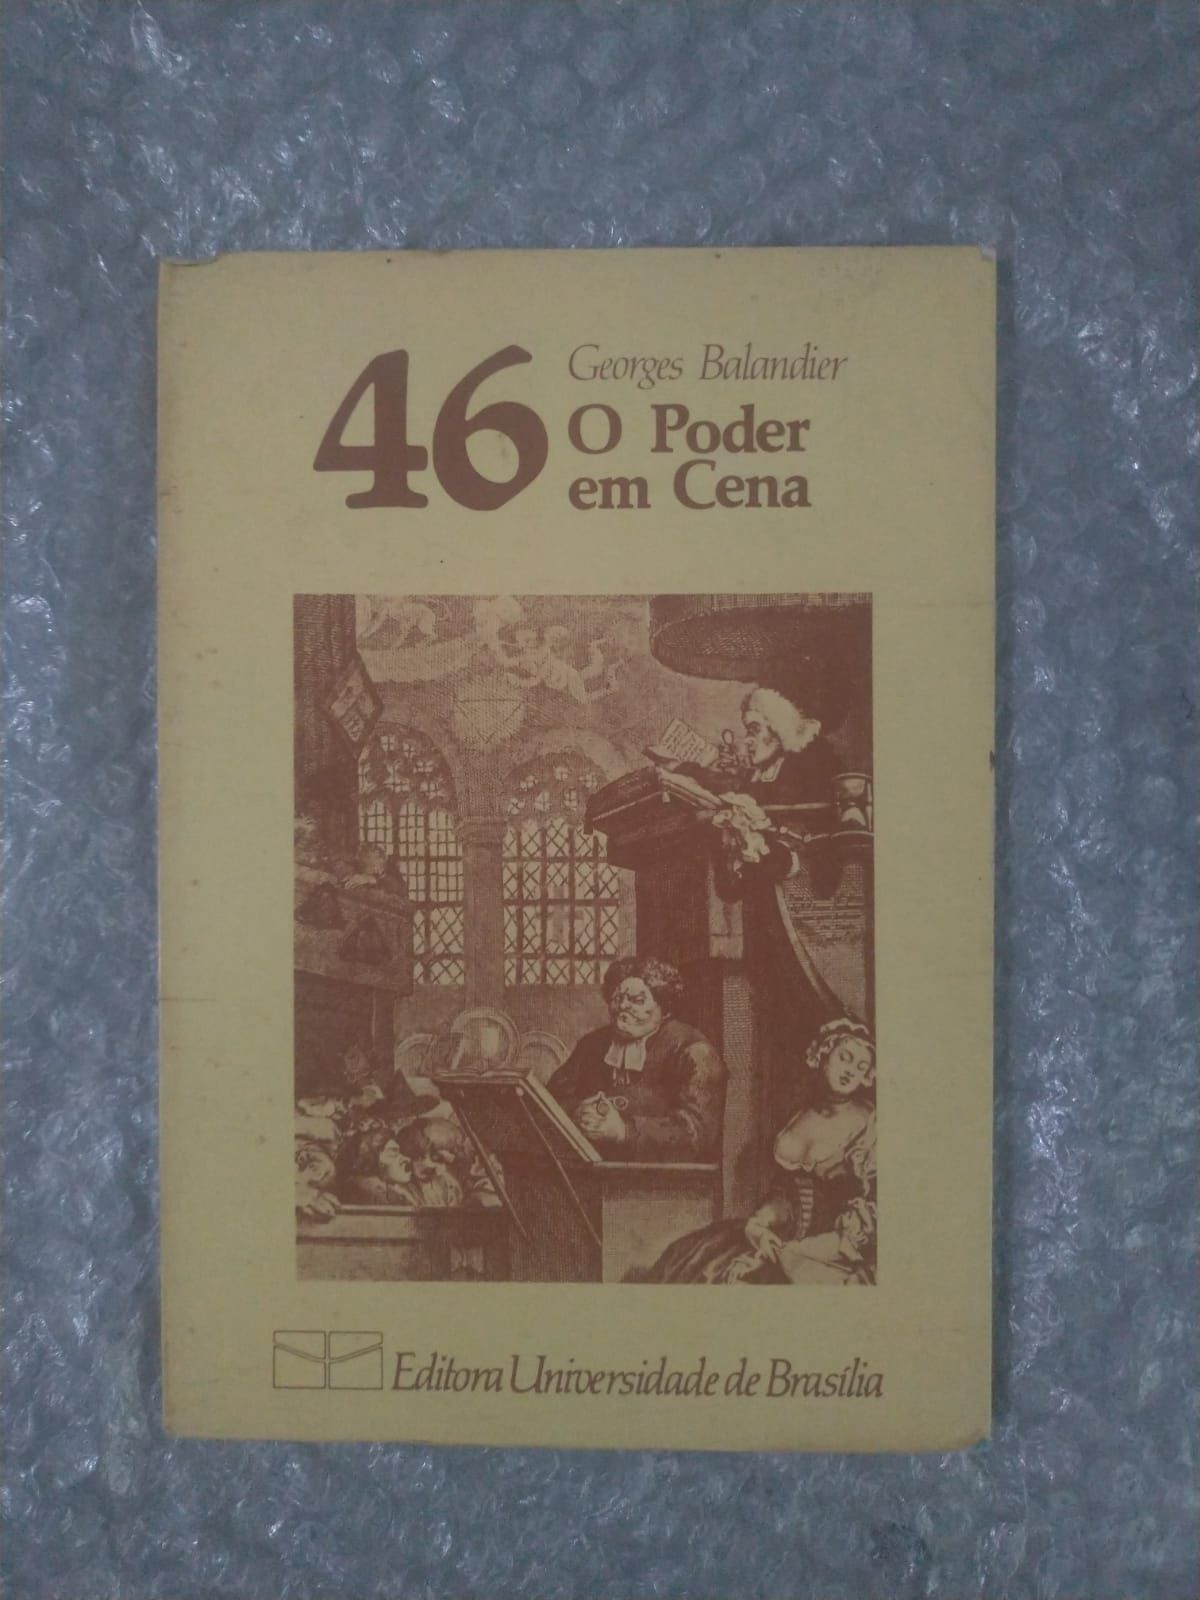 46
Georges Balandier
O Poder
em Cena
Editora Universidade de Brasília